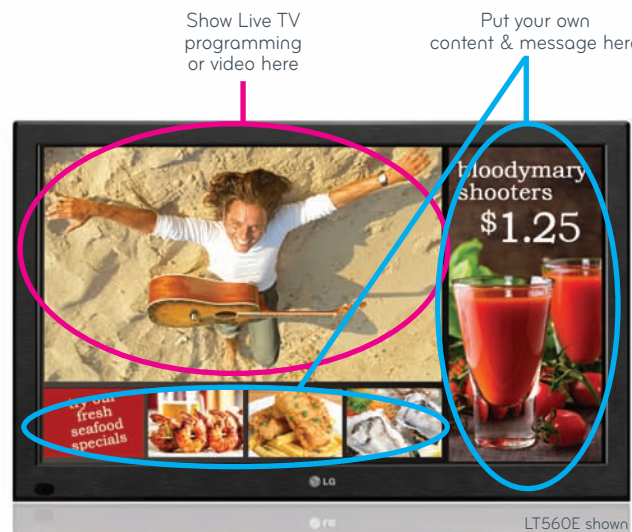 Show Live TV
programming
or video here
Put your own
content & message here
bloodymary
shooters
$1.25
try our
fresh
seafood
specials
LG
LT560E shown